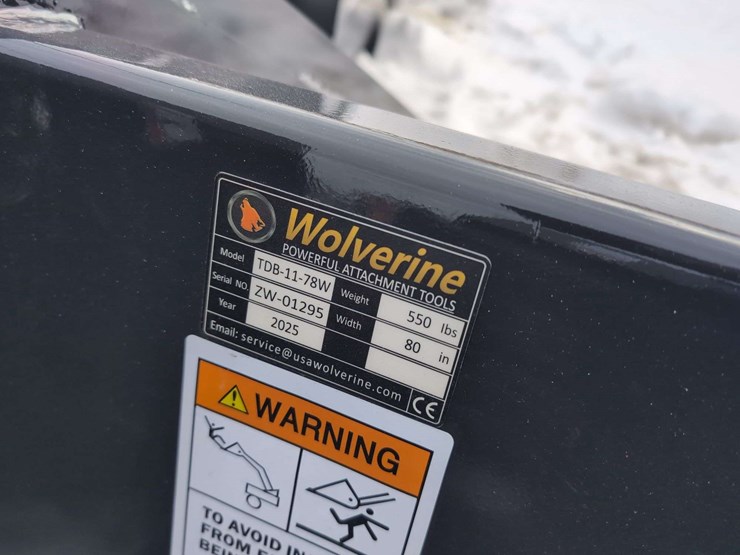 Wolverine
POWERFUL ATTACHMENT TOOLS
Model TDB-11-78W Weight 550 lbs
Serial NO. ZW-01295 Width 80 in
Year 2025
Email: service@usawolverine.com CE
WARNING
TO AVOID
FROM